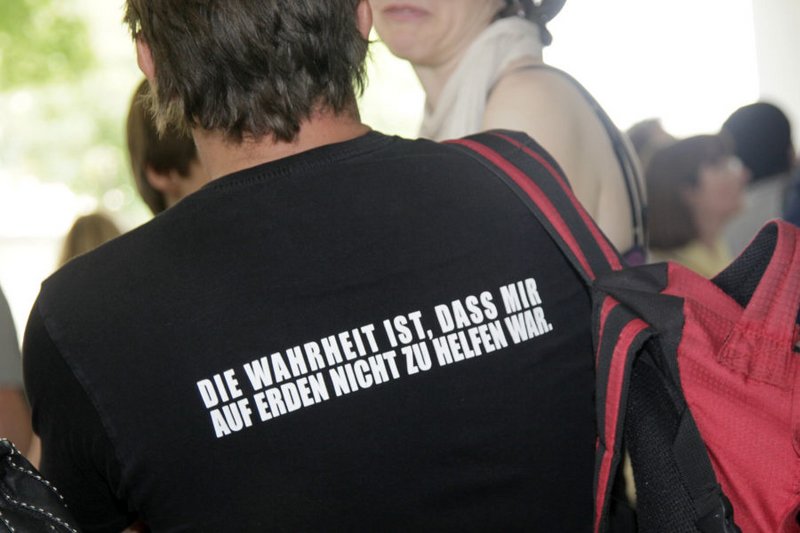 DIE WAHRHEIT IST, DASS MIR
AUF ERDEN NICHT ZU HELFEN WAR.